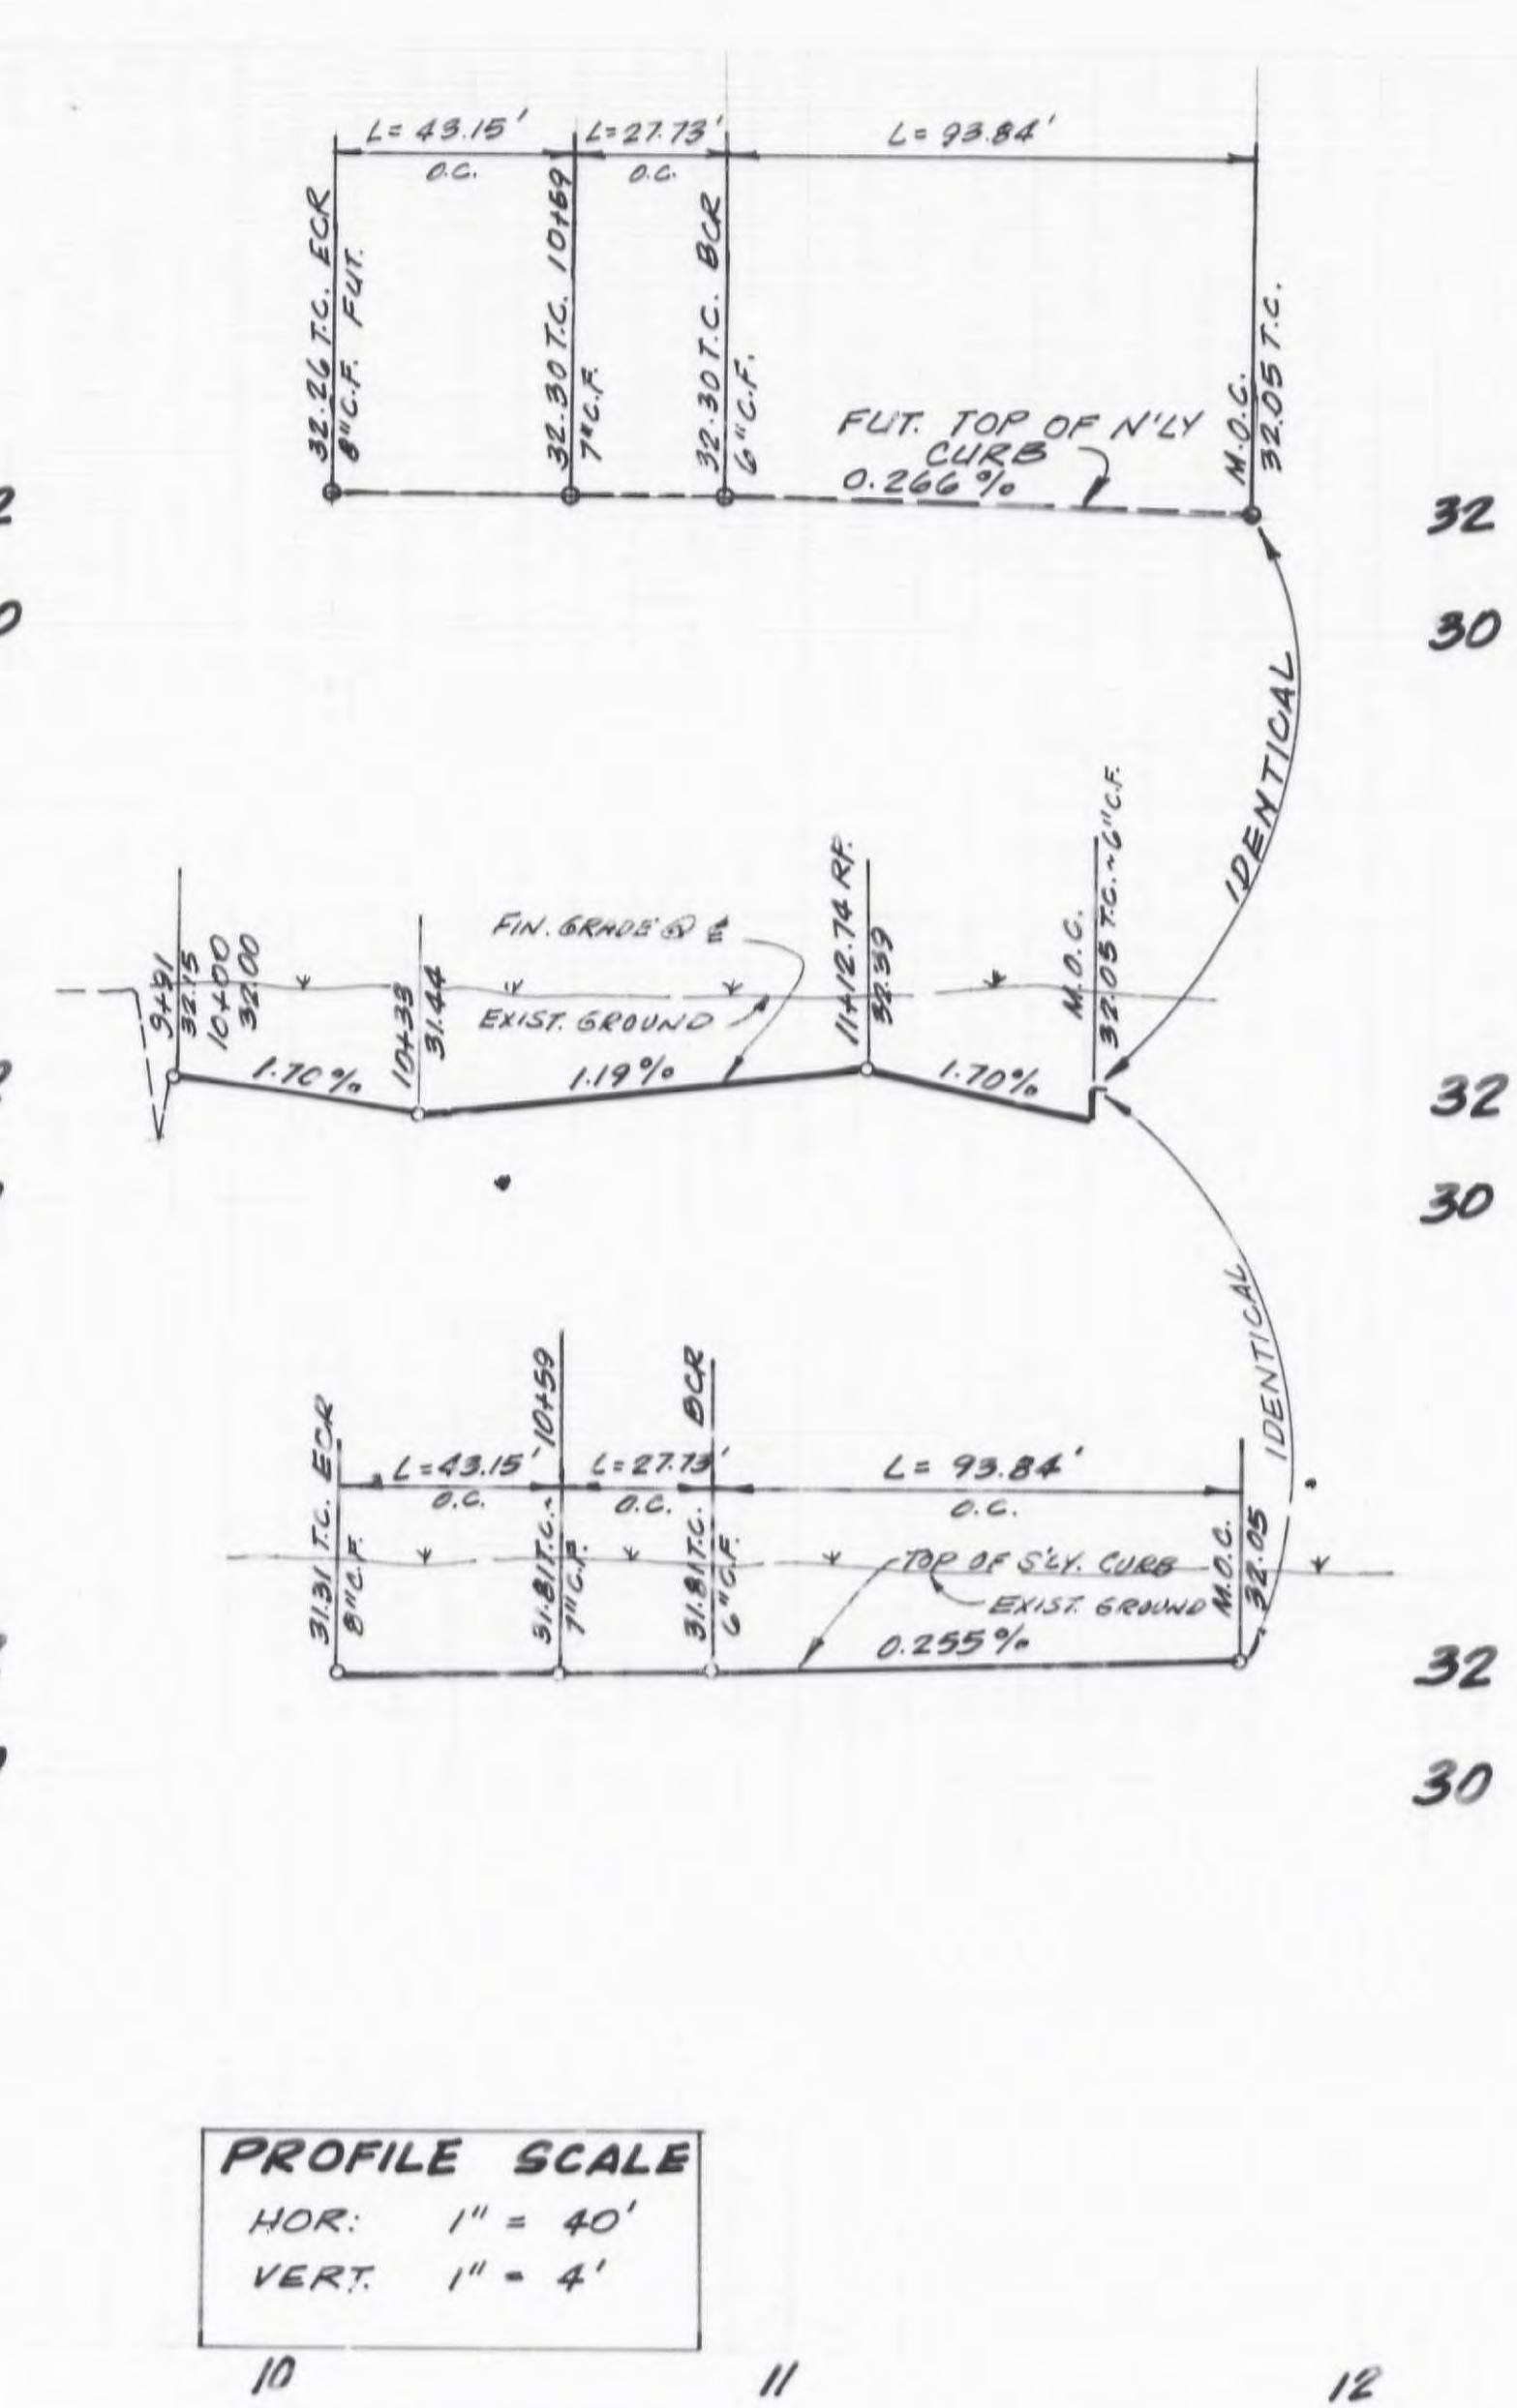 L= 43.15'
O.C.
L=27.73'
O.C.
L= 93.84'
32.26 T.C. ECR
8" C.F. FUT.
32.30 T.C. 10+69
7" C.F.
32.30 T.C. BCR
6" C.F.
M.O.C.
32.05 T.C.
FUT. TOP OF N'LY
CURB
0.266%
32
30
IDENTICAL
9+91
32.15
10+00
32.00
1.70%
10+33
31.44
FIN. GRADE @ ℄
EXIST. GROUND
1.19%
11+12.74 R.P.
32.39
1.70%
M.O.C.
32.05 T.C.~6" C.F.
32
30
IDENTICAL
31.31 T.C. ECR
8" C.F.
L=43.15'
O.C.
31.81 T.C.~ 10+59
7" C.F.
L=27.73'
O.C.
31.81 T.C. BCR
6" C.F.
L= 93.84'
O.C.
TOP OF S'LY. CURB
EXIST. GROUND
0.255%
M.O.C.
32.05
32
30
PROFILE SCALE
HOR: 1" = 40'
VERT. 1" = 4'
10 11 12